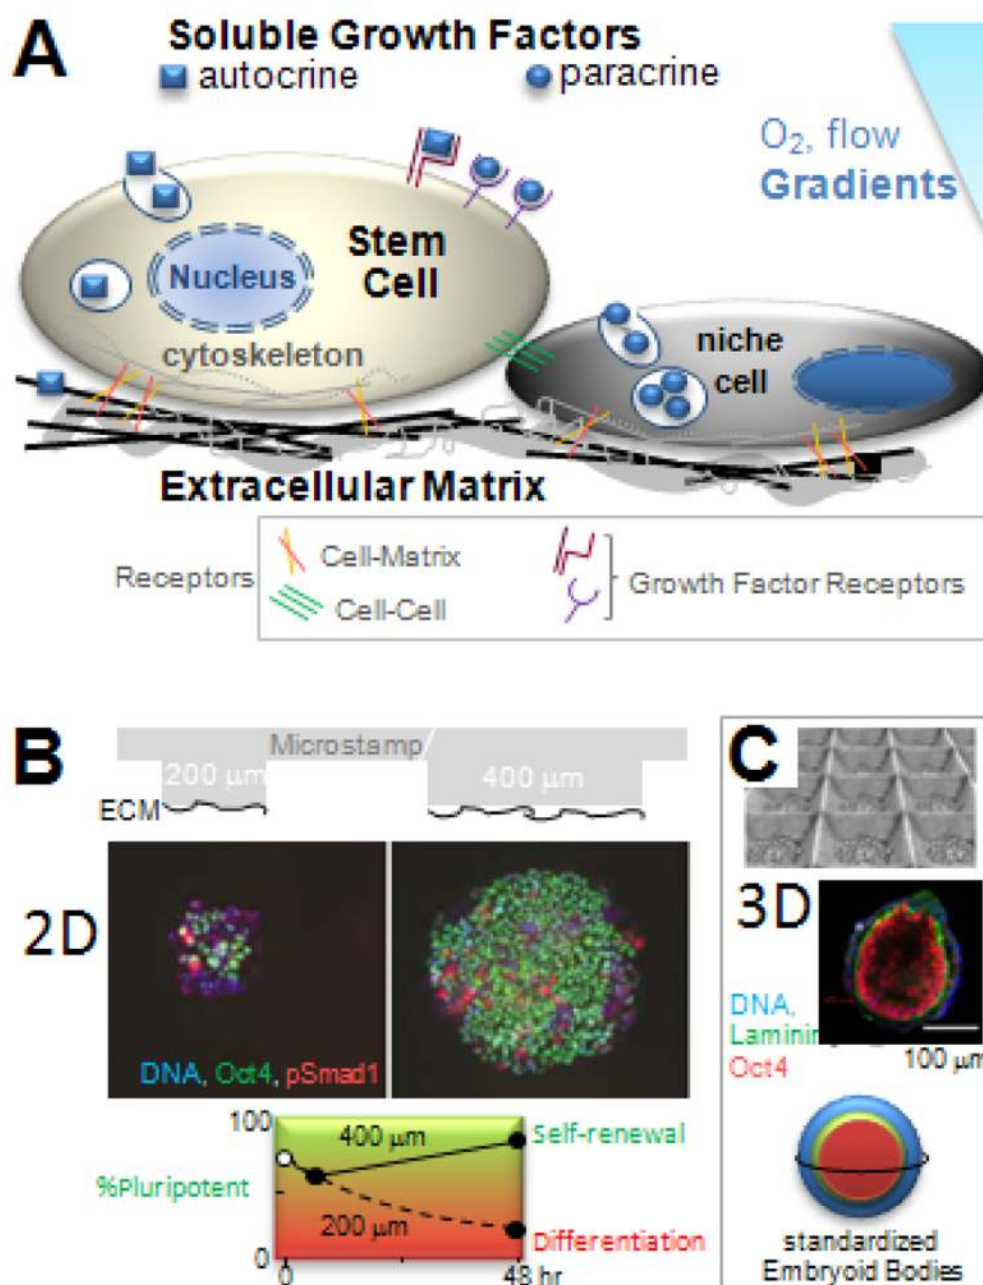 A
Soluble Growth Factors
autocrine
paracrine
O2, flow
Gradients
Stem
Cell
Nucleus
cytoskeleton
niche
cell
Extracellular Matrix
Receptors
Cell-Matrix
Cell-Cell
Growth Factor Receptors
B
Microstamp
200 μm
400 μm
ECM
2D
DNA, Oct4, pSmad1
100
400 μm
Self-renewal
%Pluripotent
200 μm
Differentiation
0
0
48 hr
C
3D
DNA,
Laminin
Oct4
100 μm
standardized
Embryoid Bodies